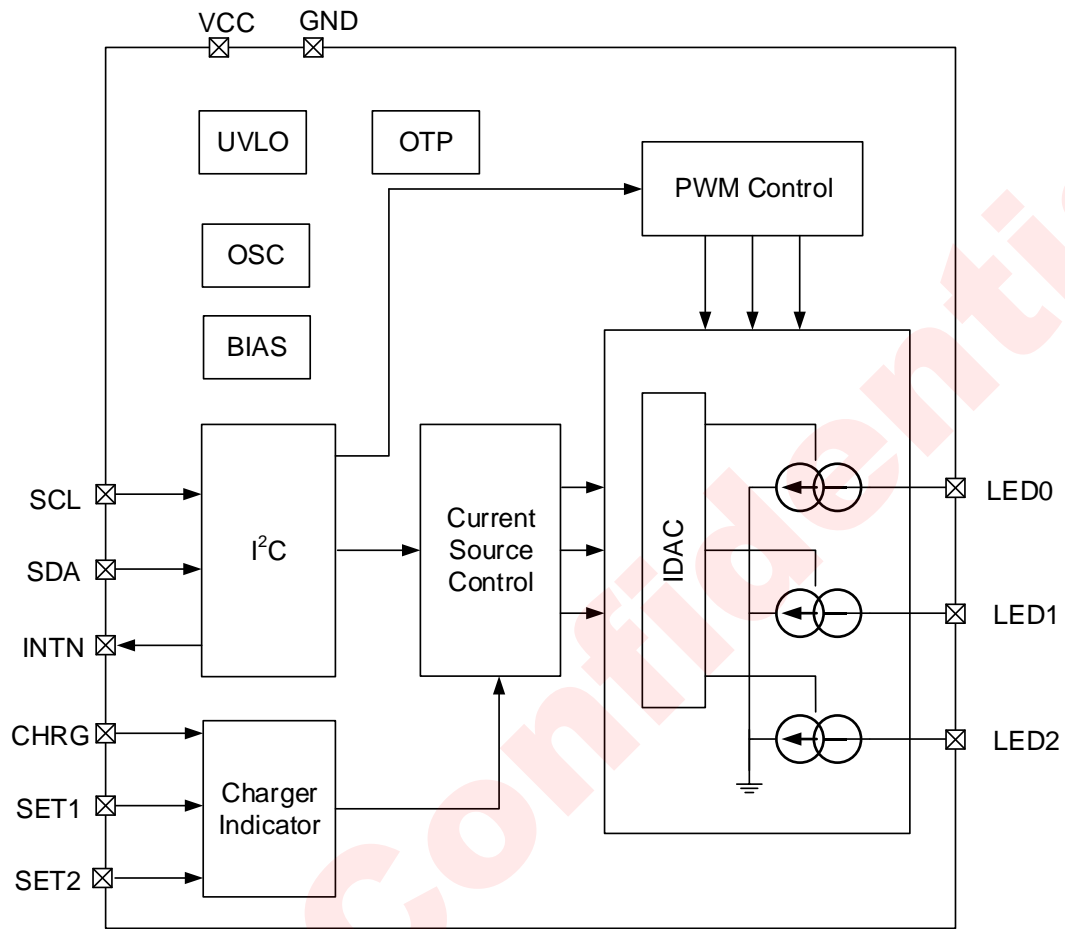 VCC
GND
UVLO
OTP
PWM Control
OSC
BIAS
SCL
SDA
INTN
I²C
Current
Source
Control
IDAC
LED0
LED1
LED2
CHRG
SET1
SET2
Charger
Indicator
Confidentia